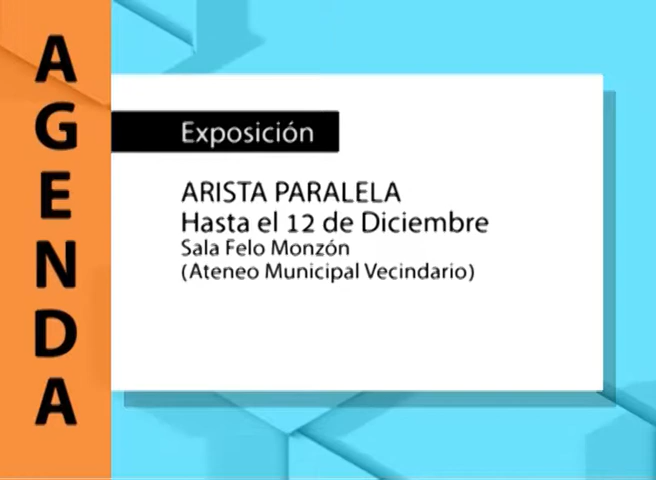 AGENDA
Exposición
ARISTA PARALELA
Hasta el 12 de Diciembre
Sala Felo Monzón
(Ateneo Municipal Vecindario)